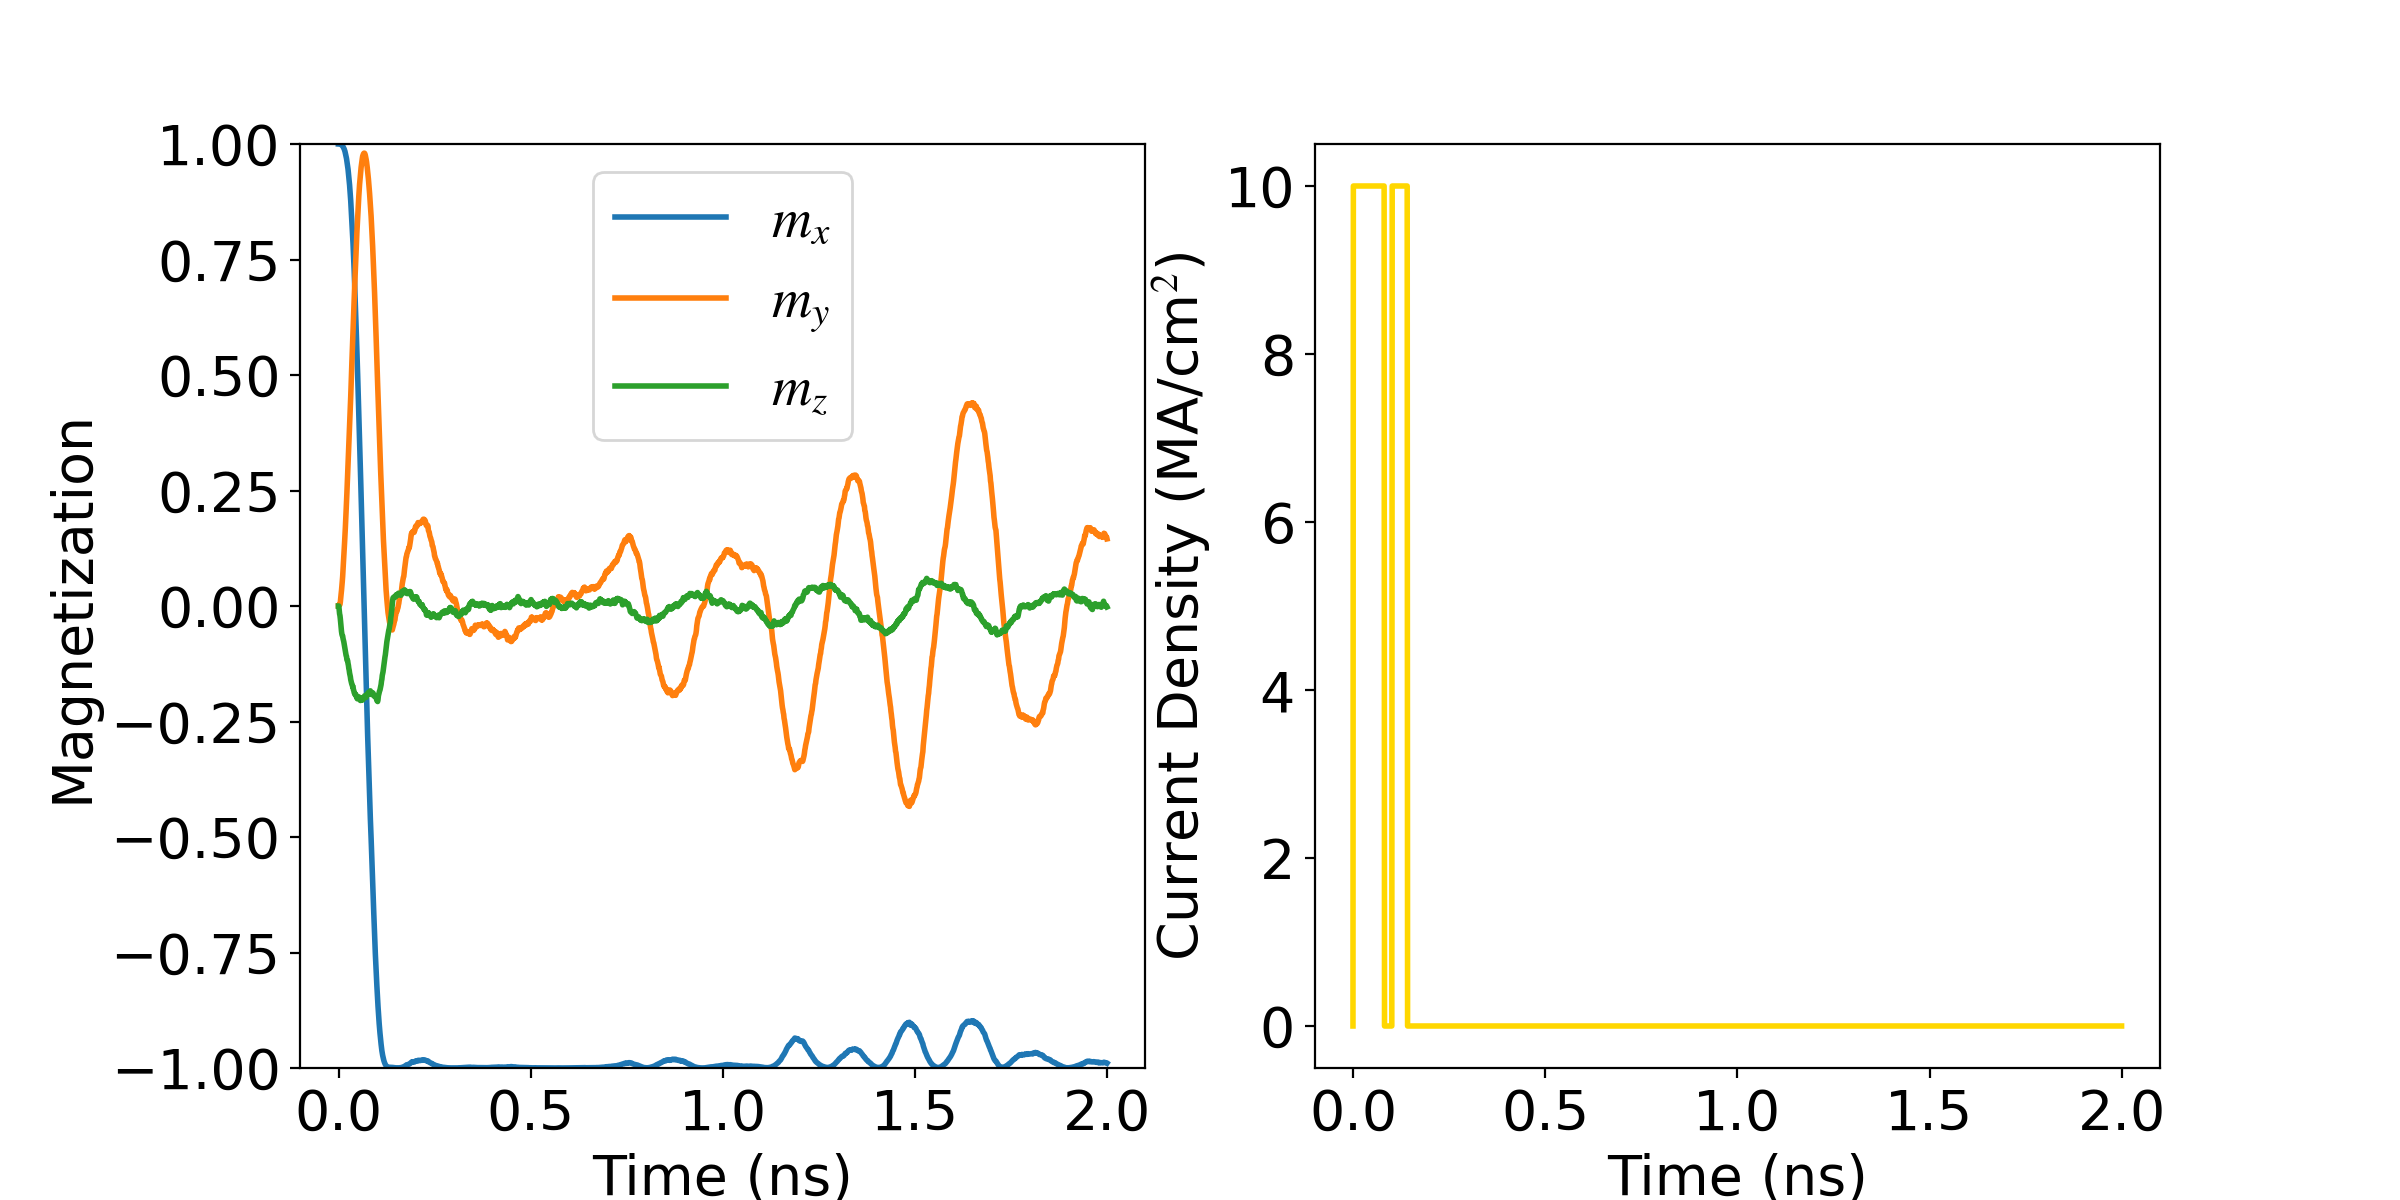 Magnetization
1.00
0.75
0.50
0.25
0.00
−0.25
−0.50
−0.75
−1.00
m_x
m_y
m_z
0.0 0.5 1.0 1.5 2.0
Time (ns)
Current Density (MA/cm²)
10
8
6
4
2
0
0.0 0.5 1.0 1.5 2.0
Time (ns)